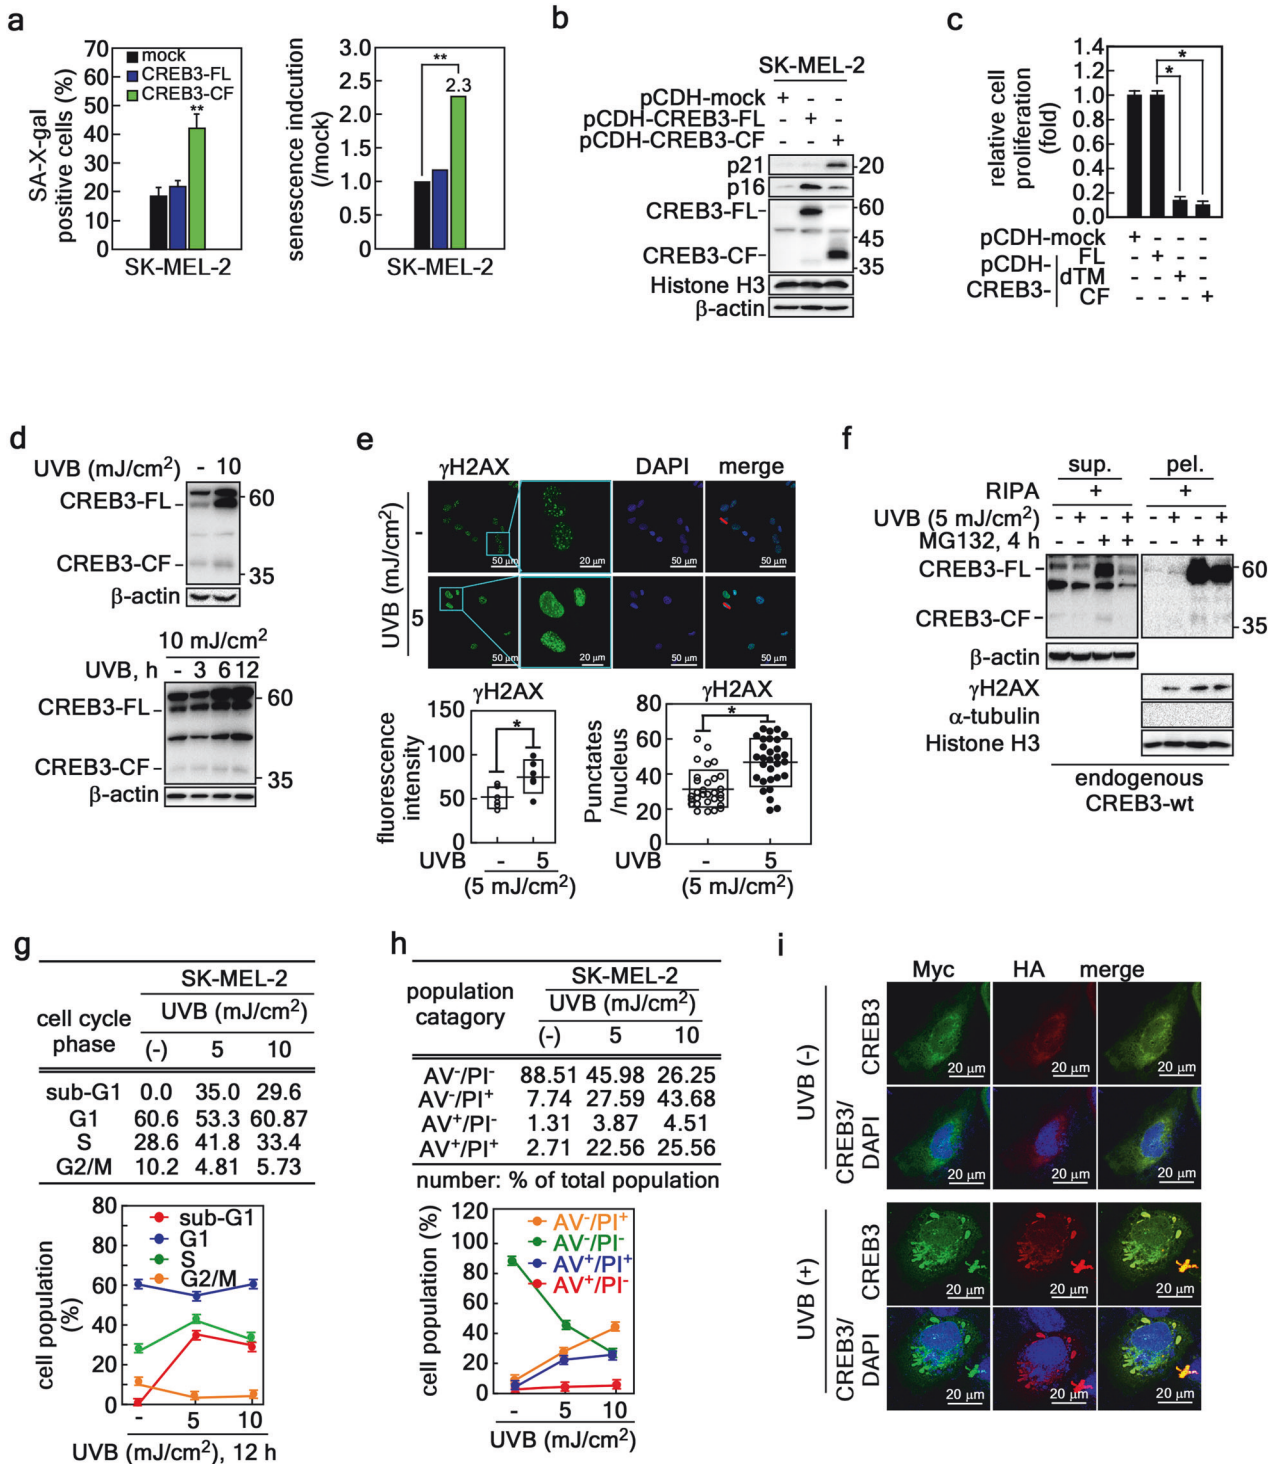 a
SA-X-gal
positive cells (%)
70
60
50
40
30
20
10
0
mock
CREB3-FL
CREB3-CF
**
SK-MEL-2
senescence indcution
(/mock)
3.0
2.5
2.0
1.5
1.0
0.5
0
**
2.3
SK-MEL-2
b
SK-MEL-2
pCDH-mock + - -
pCDH-CREB3-FL - + -
pCDH-CREB3-CF - - +
p21 20
p16
CREB3-FL- 60
45
CREB3-CF- 35
Histone H3
β-actin
c
relative cell
proliferation
(fold)
1.4
1.2
1.0
0.8
0.6
0.4
0.2
0.0
* *
pCDH-mock + - - -
pCDH- FL - + - -
CREB3- dTM - - + -
CF - - - +
d
UVB (mJ/cm2) - 10
CREB3-FL - 60
CREB3-CF - 35
β-actin
10 mJ/cm2
UVB, h - 3 6 12
60
CREB3-FL -
CREB3-CF - 35
β-actin
e
γH2AX DAPI merge
UVB (mJ/cm2)
-
50 μm 20 μm 50 μm 50 μm
5
50 μm 20 μm 50 μm 50 μm
γH2AX
fluorescence
intensity
150
100
50
0
*
UVB - 5
(5 mJ/cm2)
γH2AX
Punctates
/nucleus
80
60
40
20
0
*
UVB - 5
(5 mJ/cm2)
f
sup. pel.
RIPA + +
UVB (5 mJ/cm2) - + - + - + - +
MG132, 4 h - - + + - - + +
CREB3-FL - 60
CREB3-CF - 35
β-actin
γH2AX
α-tubulin
Histone H3
endogenous
CREB3-wt
g
SK-MEL-2
cell cycle
phase
UVB (mJ/cm2)
(-) 5 10
sub-G1 0.0 35.0 29.6
G1 60.6 53.3 60.87
S 28.6 41.8 33.4
G2/M 10.2 4.81 5.73
cell population
(%)
80
60
40
20
0
sub-G1
G1
S
G2/M
- 5 10
UVB (mJ/cm2), 12 h
h
SK-MEL-2
population
catagory
UVB (mJ/cm2)
(-) 5 10
AV-/PI- 88.51 45.98 26.25
AV-/PI+ 7.74 27.59 43.68
AV+/PI- 1.31 3.87 4.51
AV+/PI+ 2.71 22.56 25.56
number: % of total population
cell population (%)
120
100
80
60
40
20
0
AV-/PI+
AV-/PI-
AV+/PI+
AV+/PI-
- 5 10
UVB (mJ/cm2)
i
Myc HA merge
UVB (-)
CREB3
20 μm 20 μm 20 μm
CREB3/
DAPI
20 μm 20 μm 20 μm
UVB (+)
CREB3
20 μm 20 μm 20 μm
CREB3/
DAPI
20 μm 20 μm 20 μm